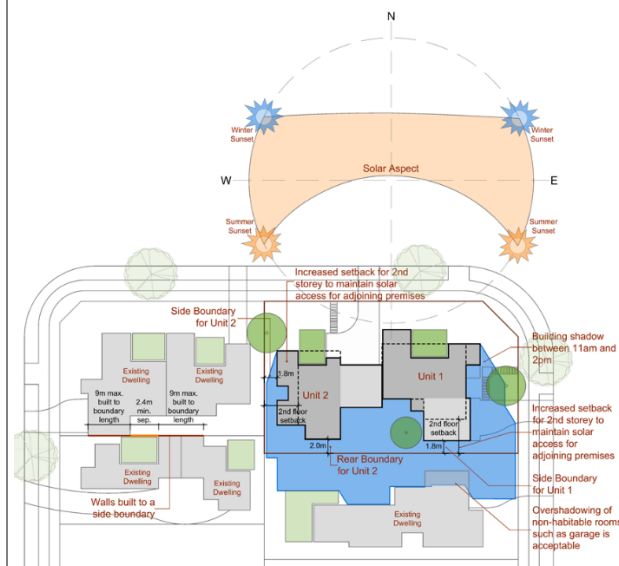 N
Winter
Sunset
Winter
Sunset
Solar Aspect
W
E
Summer
Sunset
Summer
Sunset
Increased setback for 2nd
storey to maintain solar
access for adjoining premises
Side Boundary
for Unit 2
Building shadow
between 11am and
2pm
Existing
Dwelling
Existing
Dwelling
9m max.
built to
boundary
length
2.4m
min.
sep.
9m max.
built to
boundary
length
1.8m
Unit 2
Unit 1
2nd floor
setback
2nd floor
setback
2.0m
1.8m
Increased setback
for 2nd storey to
maintain solar
access for
adjoining premises
Rear Boundary
for Unit 2
Side Boundary
for Unit 1
Existing
Dwelling
Existing
Dwelling
Walls built to a
side boundary
Existing
Dwelling
Overshadowing of
non-habitable rooms
such as garage is
acceptable